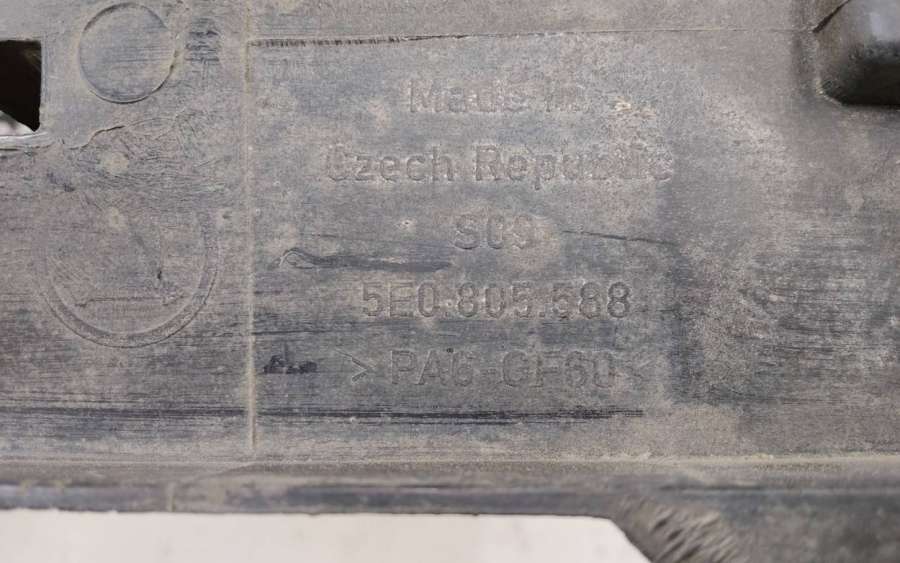 Made in
Czech Republic
S09
5E0.805.588
>PA6-GF60<